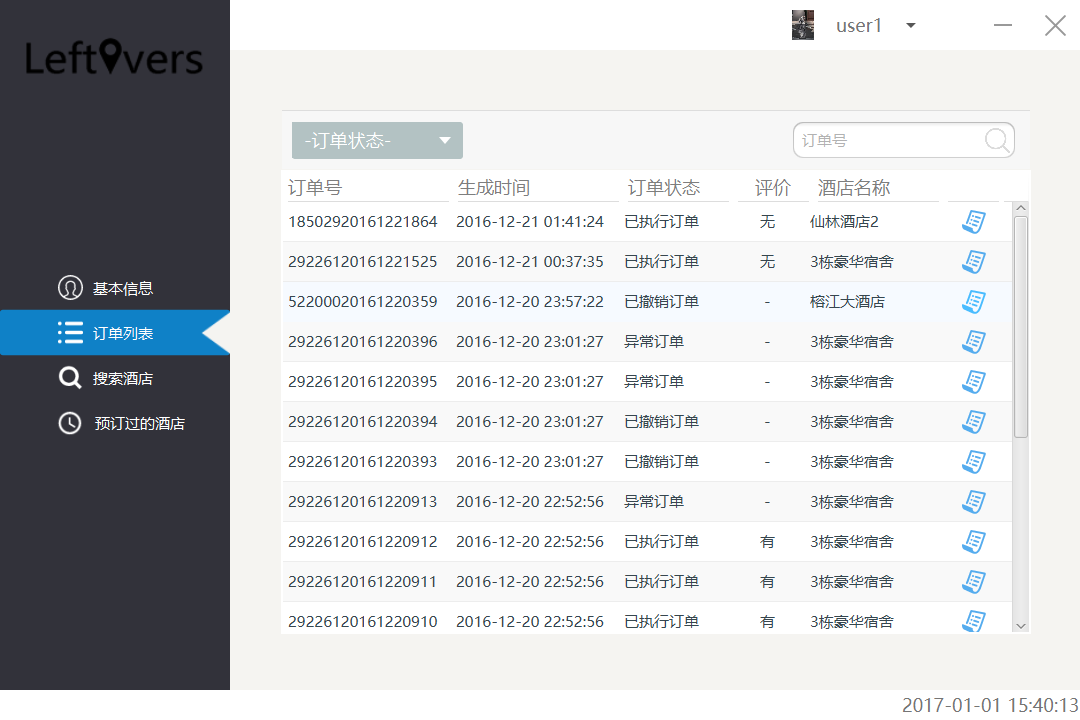 LeftOvers
user1
-订单状态-
订单号
订单号 生成时间 订单状态 评价 酒店名称
18502920161221864 2016-12-21 01:41:24 已执行订单 无 仙林酒店2
29226120161221525 2016-12-21 00:37:35 已执行订单 无 3栋豪华宿舍
52200020161220359 2016-12-20 23:57:22 已撤销订单 - 榕江大酒店
29226120161220396 2016-12-20 23:01:27 异常订单 - 3栋豪华宿舍
29226120161220395 2016-12-20 23:01:27 异常订单 - 3栋豪华宿舍
29226120161220394 2016-12-20 23:01:27 已撤销订单 - 3栋豪华宿舍
29226120161220393 2016-12-20 23:01:27 已撤销订单 - 3栋豪华宿舍
29226120161220913 2016-12-20 22:52:56 异常订单 - 3栋豪华宿舍
29226120161220912 2016-12-20 22:52:56 已执行订单 有 3栋豪华宿舍
29226120161220911 2016-12-20 22:52:56 已执行订单 有 3栋豪华宿舍
29226120161220910 2016-12-20 22:52:56 已执行订单 有 3栋豪华宿舍
基本信息
订单列表
搜索酒店
预订过的酒店
2017-01-01 15:40:13